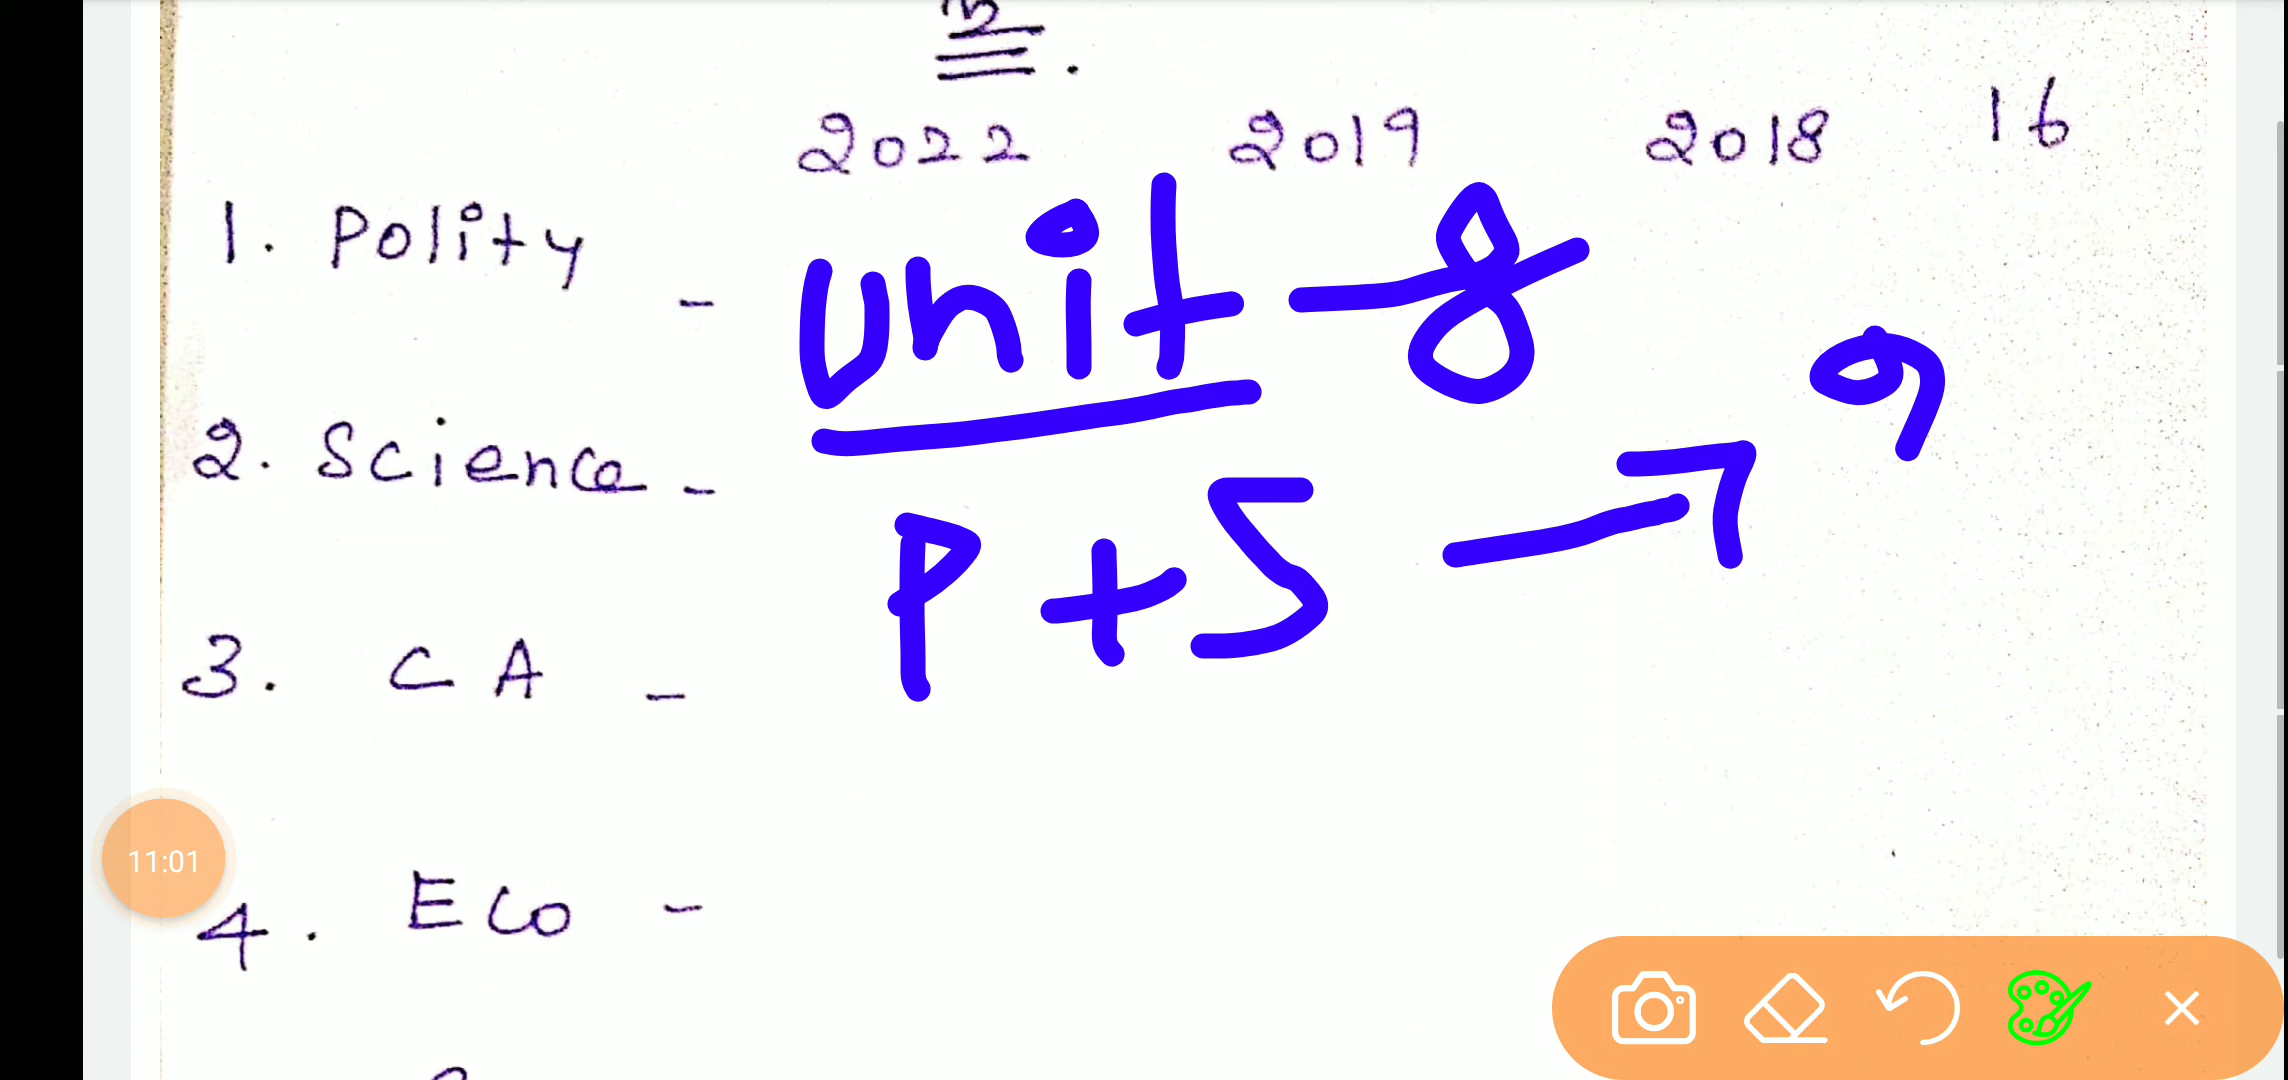 2022 2019 2018 16
1. Polity -
unit - 8
2. Science -
P + S → 9
3. CA -
11:01
4. Eco -